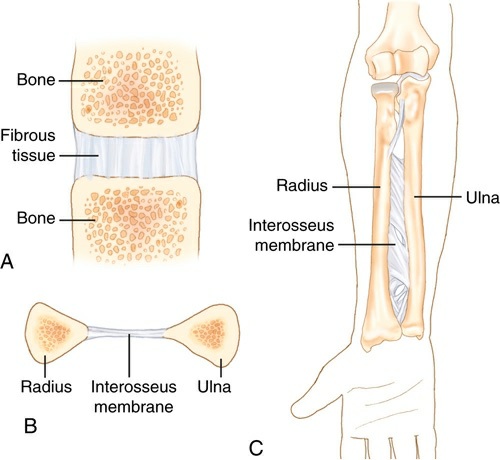 Bone
Fibrous
tissue
Bone
A
Radius
Interosseus
membrane
Ulna
B
Radius
Interosseus
membrane
Ulna
C